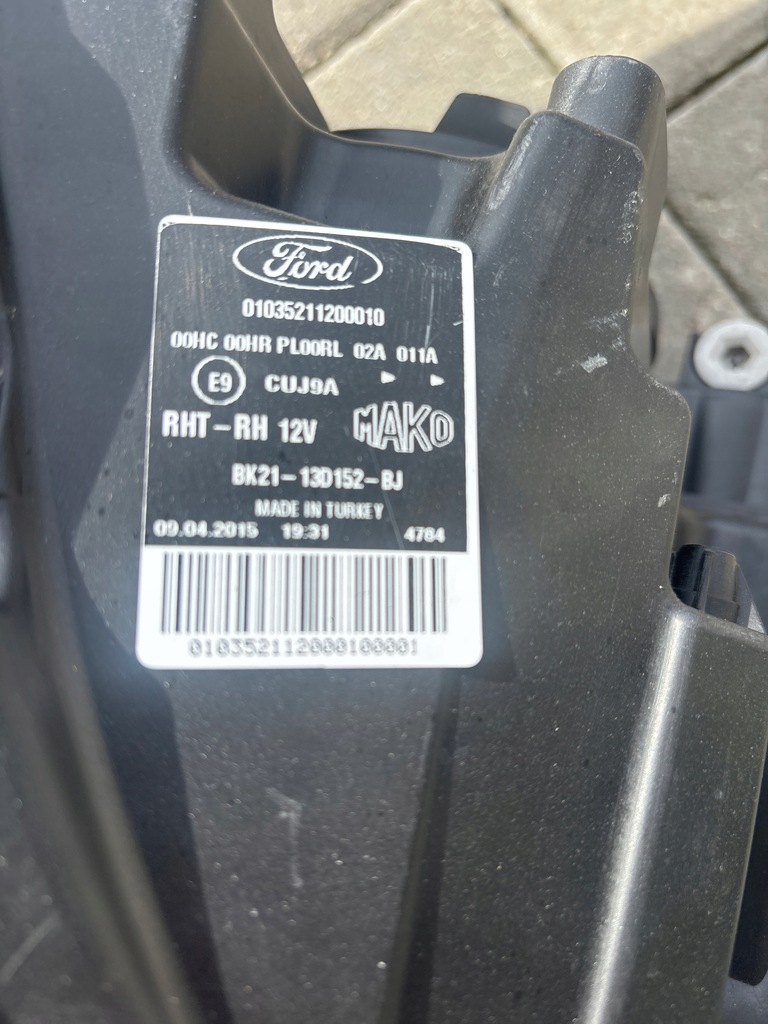 Ford
01035211200010
00HC 00HR PL00RL 02A 011A
E9 CUJ9A
RHT-RH 12V MAKO
BK21-13D152-BJ
MADE IN TURKEY
09.04.2015 19:31 4784
010352112000100001